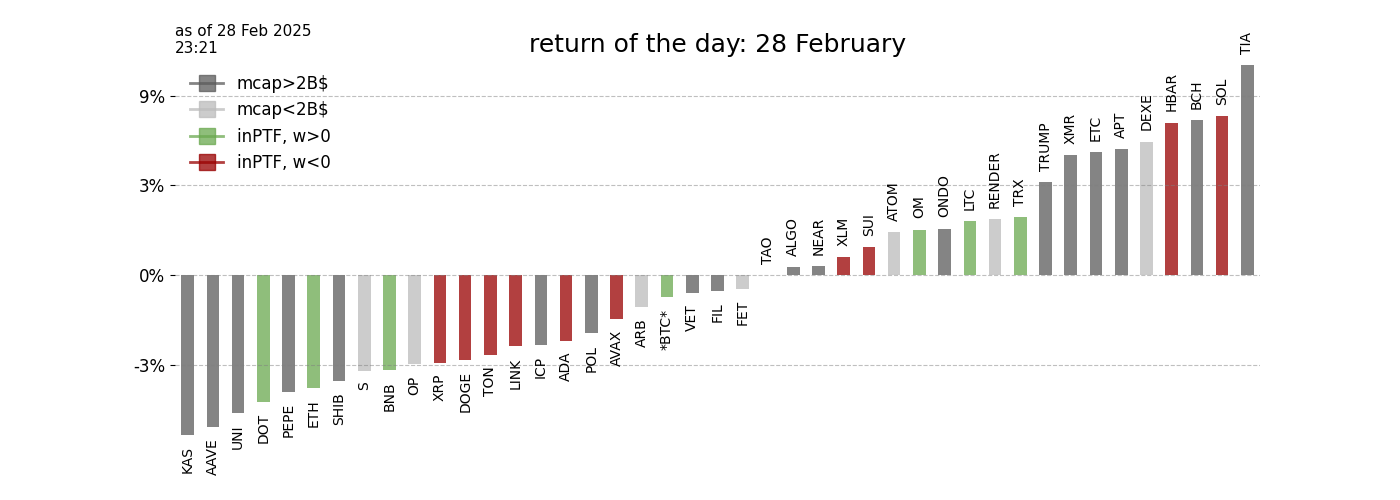 as of 28 Feb 2025
23:21
return of the day: 28 February
mcap>2B$
mcap<2B$
inPTF, w>0
inPTF, w<0
9%
3%
0%
-3%
KAS
AAVE
UNI
DOT
PEPE
ETH
SHIB
S
BNB
OP
XRP
DOGE
TON
LINK
ICP
ADA
POL
AVAX
ARB
*BTC*
VET
FIL
FET
TAO
ALGO
NEAR
XLM
SUI
ATOM
OM
ONDO
LTC
RENDER
TRX
TRUMP
XMR
ETC
APT
DEXE
HBAR
BCH
SOL
TIA